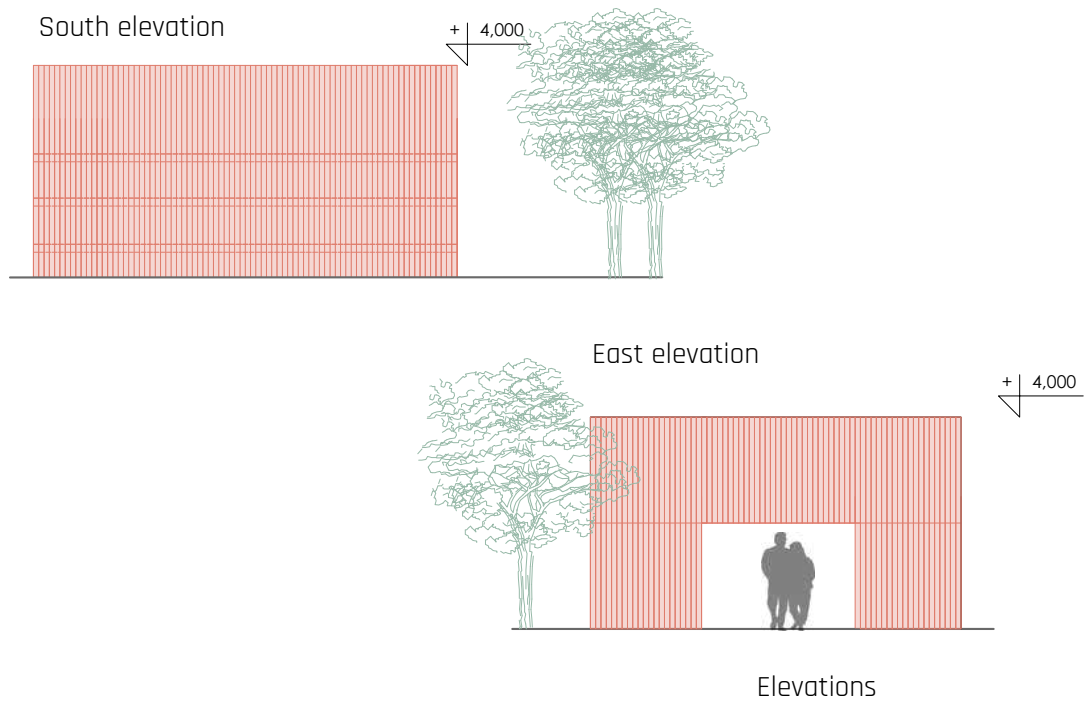 South elevation
+ 4,000
East elevation
+ 4,000
Elevations